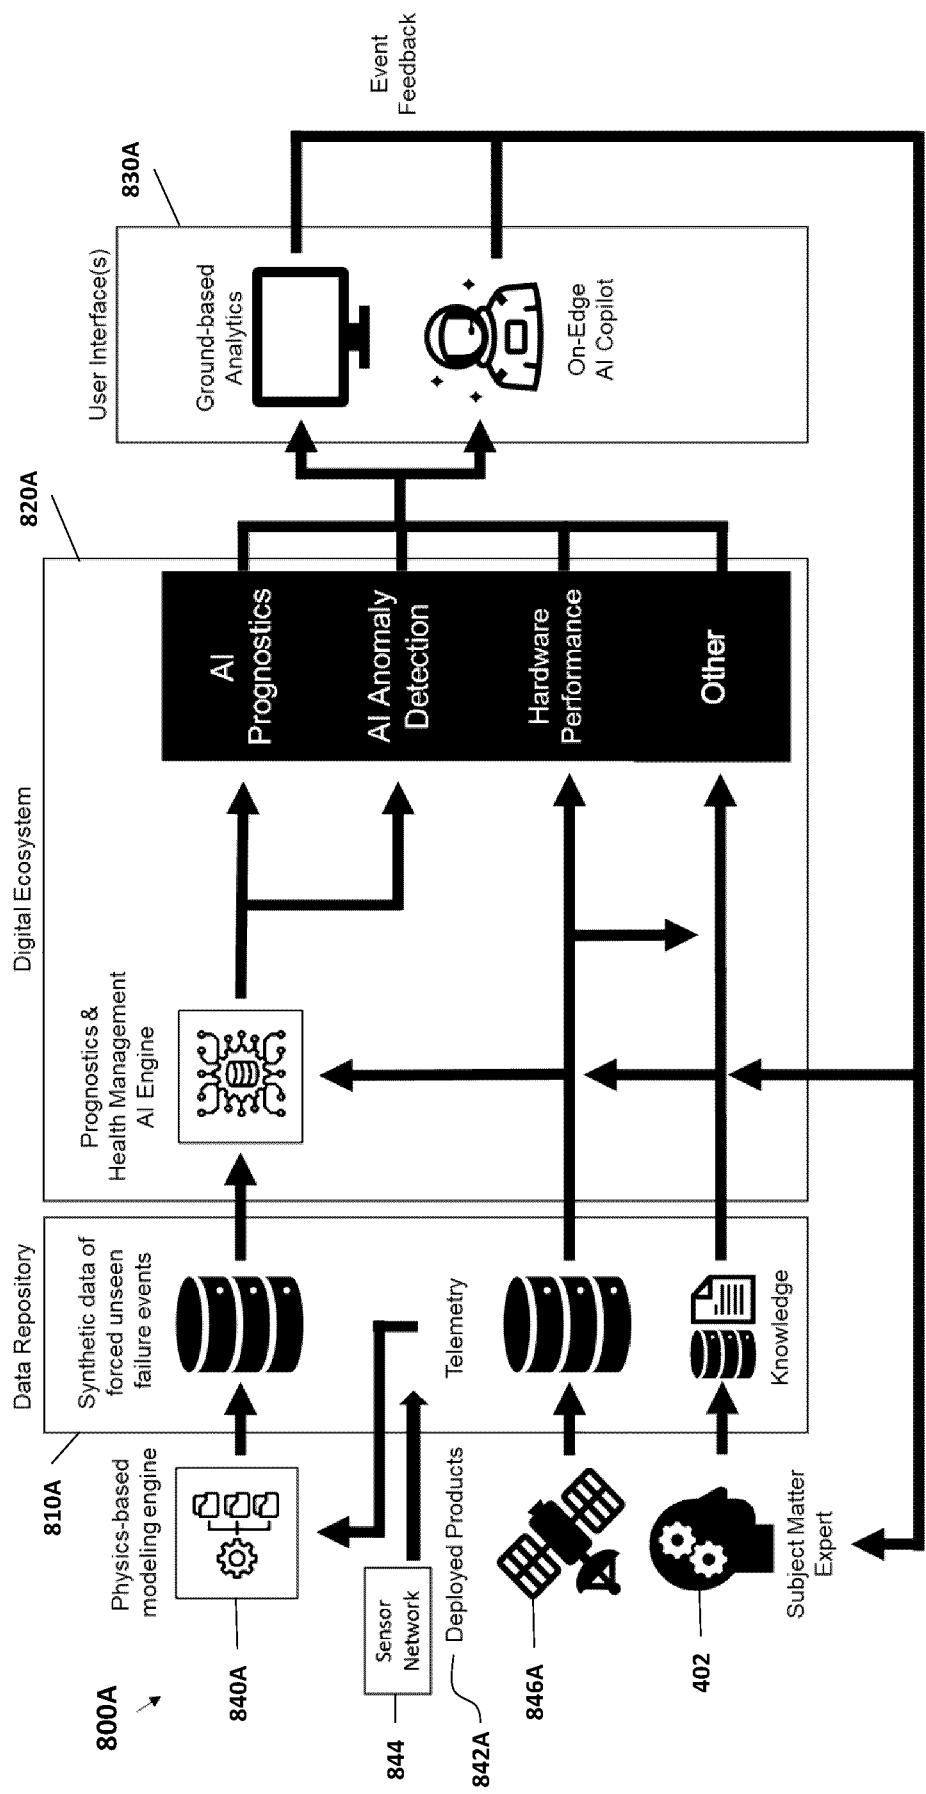 800A
Data Repository
810A
Digital Ecosystem
820A
User Interface(s)
830A
Event
Feedback
Physics-based
modeling engine
840A
Synthetic data of
forced unseen
failure events
Prognostics &
Health Management
AI Engine
AI
Prognostics
Ground-based
Analytics
Sensor
Network
844
AI Anomaly
Detection
Deployed Products
842A
Telemetry
846A
Hardware
Performance
On-Edge
AI Copilot
402
Subject Matter
Expert
Knowledge
Other